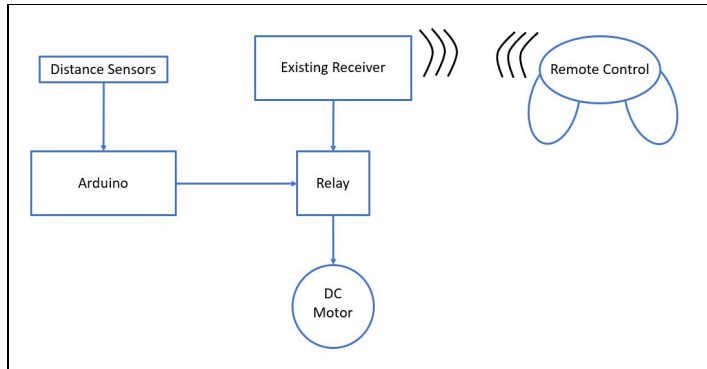 Distance Sensors
Existing Receiver
Remote Control
Arduino
Relay
DC
Motor